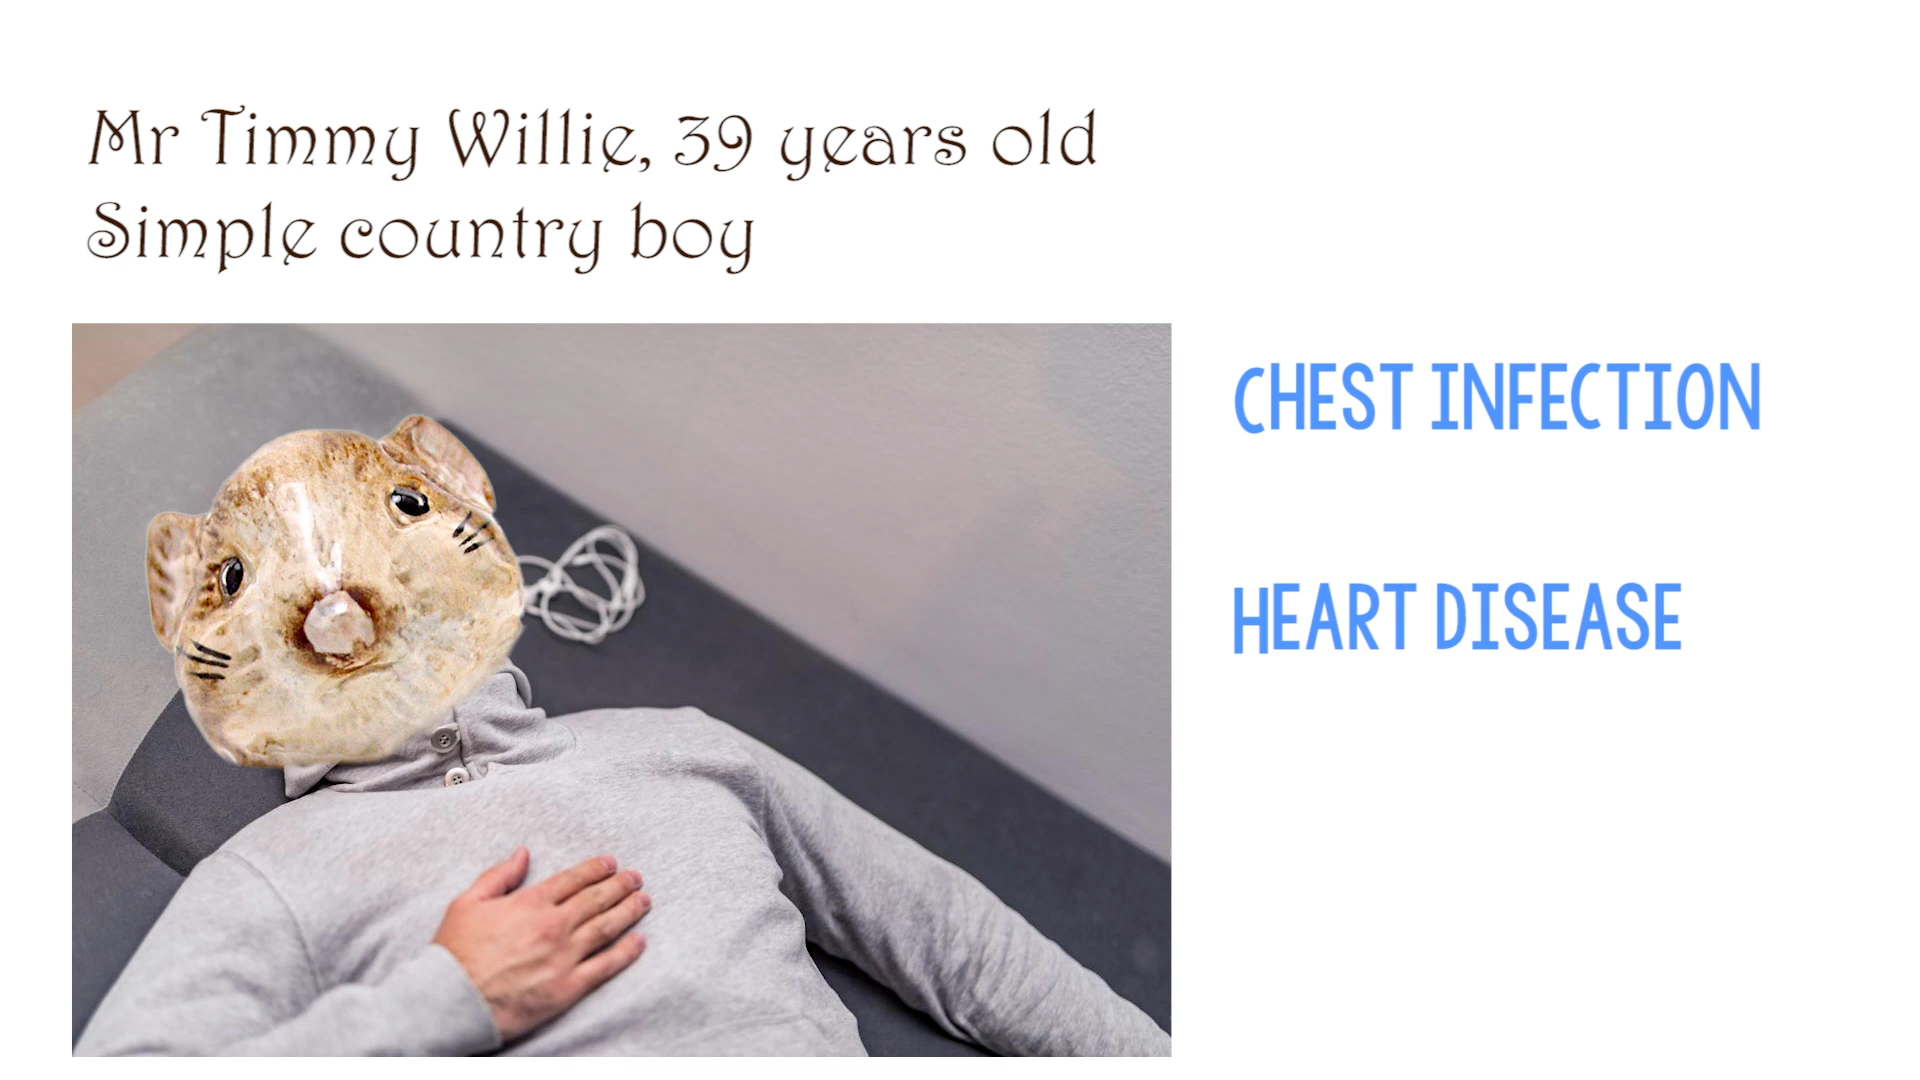 Mr Timmy Willie, 39 years old
Simple country boy
CHEST INFECTION
HEART DISEASE